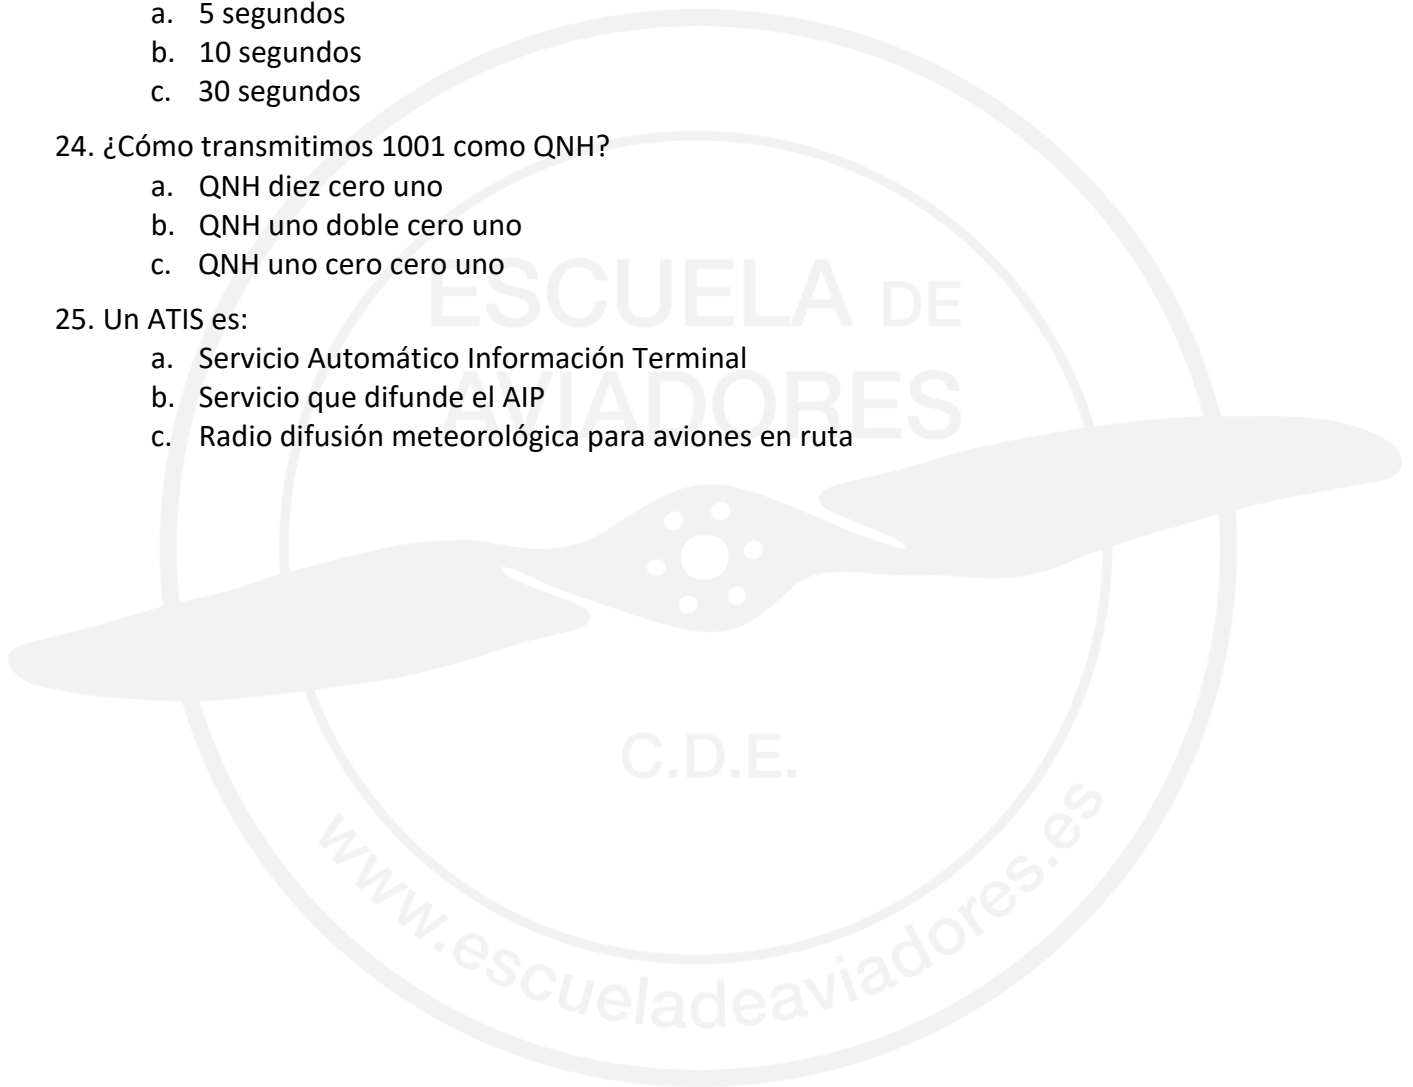 a. 5 segundos
b. 10 segundos
c. 30 segundos
24. ¿Cómo transmitimos 1001 como QNH?
a. QNH diez cero uno
b. QNH uno doble cero uno
c. QNH uno cero cero uno
25. Un ATIS es:
a. Servicio Automático Información Terminal
b. Servicio que difunde el AIP
c. Radio difusión meteorológica para aviones en ruta
ESCUELA DE
AVIADORES
C.D.E.
www.escueladeaviadores.es